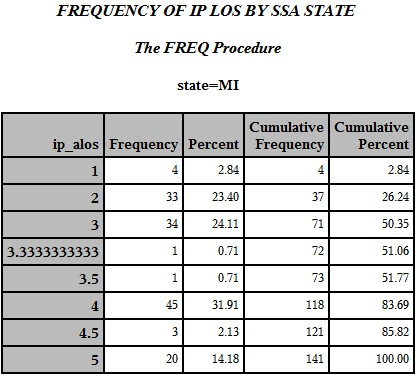 FREQUENCY OF IP LOS BY SSA STATE
The FREQ Procedure
state=MI
ip_alos Frequency Percent Cumulative Frequency Cumulative Percent
1 4 2.84 4 2.84
2 33 23.40 37 26.24
3 34 24.11 71 50.35
3.3333333333 1 0.71 72 51.06
3.5 1 0.71 73 51.77
4 45 31.91 118 83.69
4.5 3 2.13 121 85.82
5 20 14.18 141 100.00